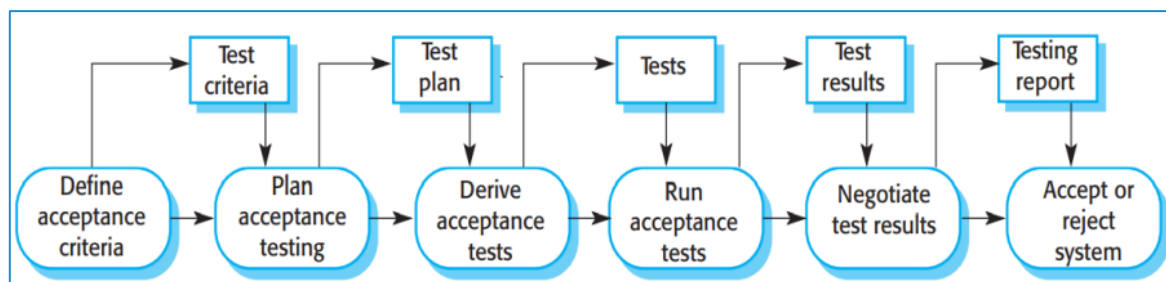 Test
criteria
Test
plan
Tests
Test
results
Testing
report
Define
acceptance
criteria
Plan
acceptance
testing
Derive
acceptance
tests
Run
acceptance
tests
Negotiate
test results
Accept or
reject
system